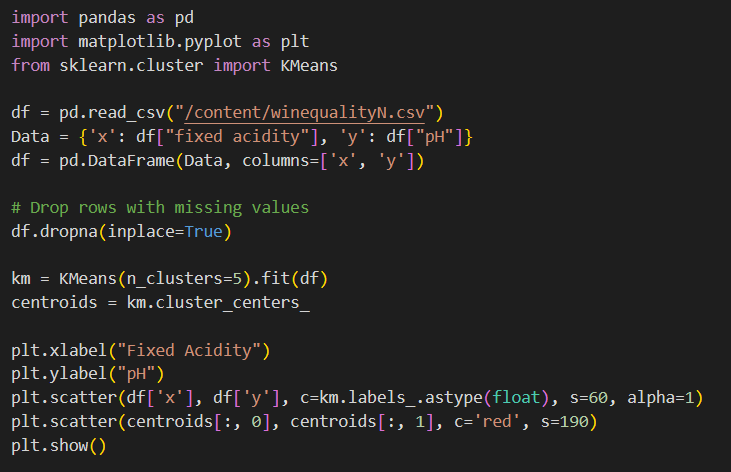 import pandas as pd
import matplotlib.pyplot as plt
from sklearn.cluster import KMeans

df = pd.read_csv("/content/winequalityN.csv")
Data = {'x': df["fixed acidity"], 'y': df["pH"]}
df = pd.DataFrame(Data, columns=['x', 'y'])

# Drop rows with missing values
df.dropna(inplace=True)

km = KMeans(n_clusters=5).fit(df)
centroids = km.cluster_centers_

plt.xlabel("Fixed Acidity")
plt.ylabel("pH")
plt.scatter(df['x'], df['y'], c=km.labels_.astype(float), s=60, alpha=1)
plt.scatter(centroids[:, 0], centroids[:, 1], c='red', s=190)
plt.show()